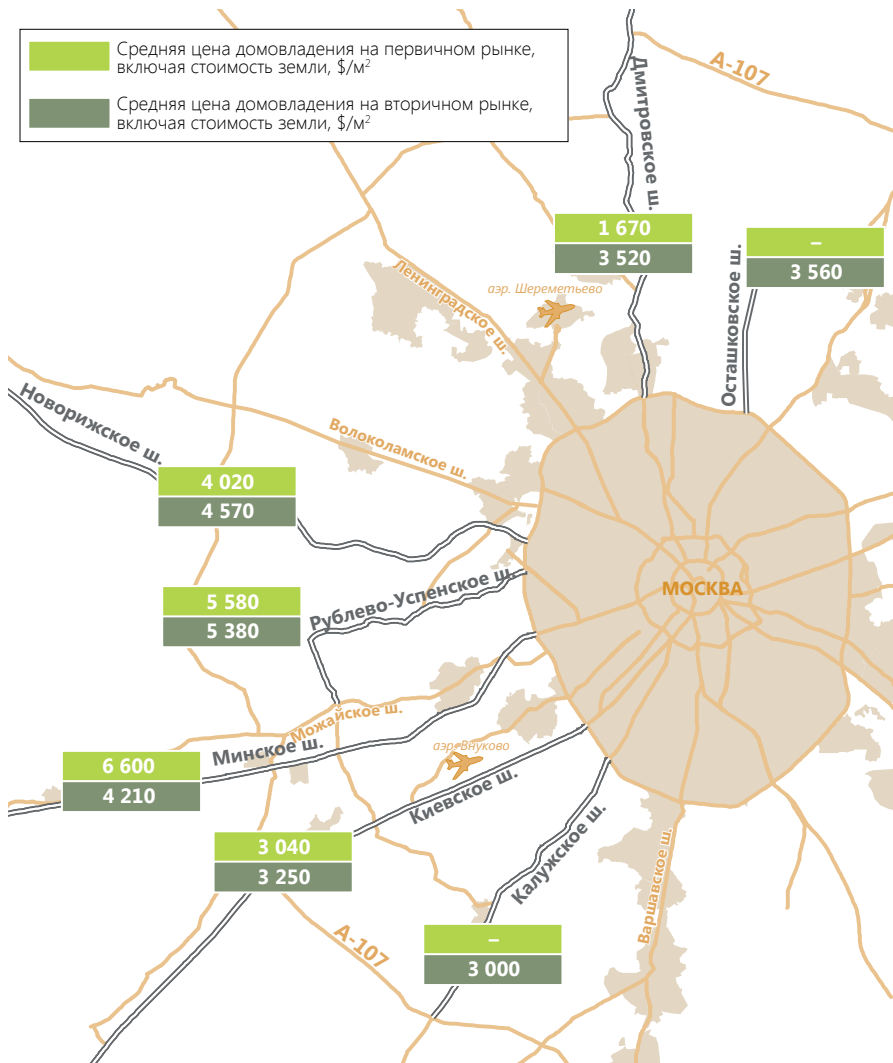 Средняя цена домовладения на первичном рынке,
включая стоимость земли, $/м²
Средняя цена домовладения на вторичном рынке,
включая стоимость земли, $/м²
А-107
Дмитровское ш.
1 670
3 520
–
3 560
Осташковское ш.
Ленинградское ш.
аэр. Шереметьево
Новорижское ш.
Волоколамское ш.
4 020
4 570
МОСКВА
5 580
5 380
Рублево-Успенское ш.
Можайское ш.
Минское ш.
6 600
4 210
аэр. Внуково
Киевское ш.
3 040
3 250
Калужское ш.
Варшавское ш.
А-107
–
3 000